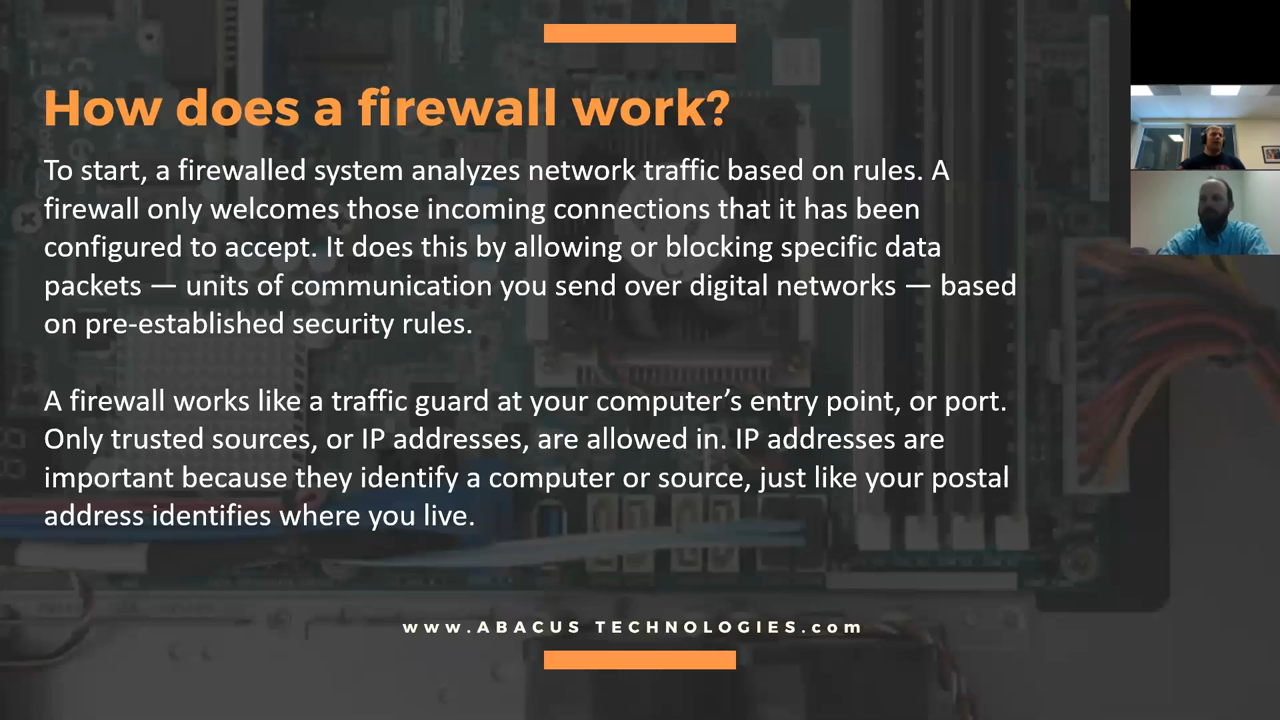 How does a firewall work?
To start, a firewalled system analyzes network traffic based on rules. A
firewall only welcomes those incoming connections that it has been
configured to accept. It does this by allowing or blocking specific data
packets — units of communication you send over digital networks — based
on pre-established security rules.
A firewall works like a traffic guard at your computer’s entry point, or port.
Only trusted sources, or IP addresses, are allowed in. IP addresses are
important because they identify a computer or source, just like your postal
address identifies where you live.
www.ABACUS TECHNOLOGIES.com